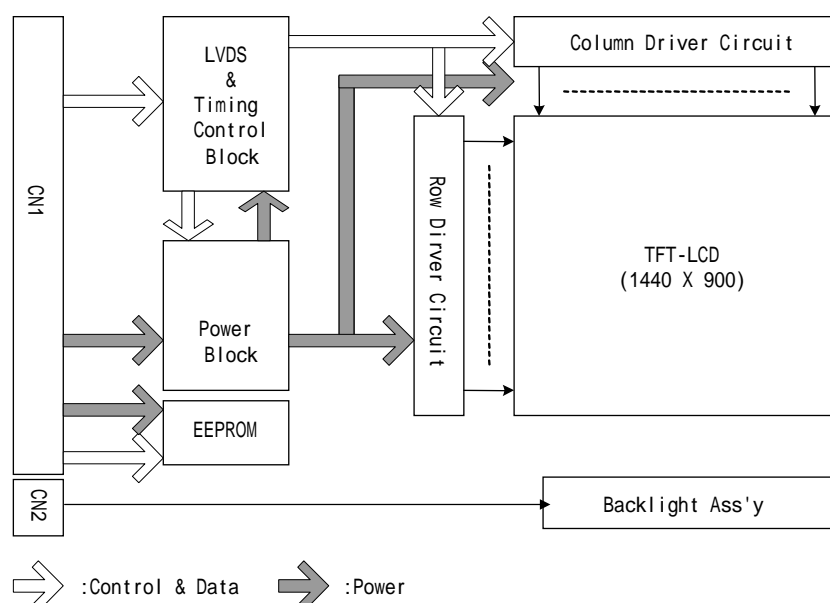 LVDS
&
Timing
Control
Block
Column Driver Circuit
CN1
Row Dirver Circuit
TFT-LCD
(1440 X 900)
Power
Block
EEPROM
CN2
Backlight Ass'y
:Control & Data
:Power